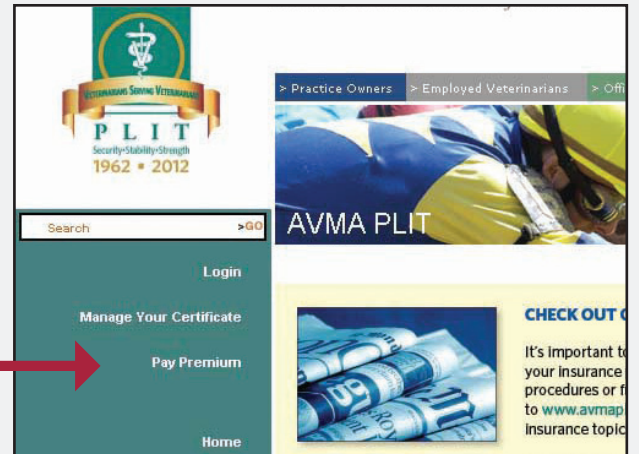 VETERINARIANS SERVING VETERINARIANS
P L I T
Security•Stability•Strength
1962 • 2012
> Practice Owners
> Employed Veterinarians
> Offi
AVMA PLIT
Search >GO
Login
Manage Your Certificate
Pay Premium
Home
CHECK OUT
It's important to
your insurance
procedures or f
to www.avmap
insurance topic